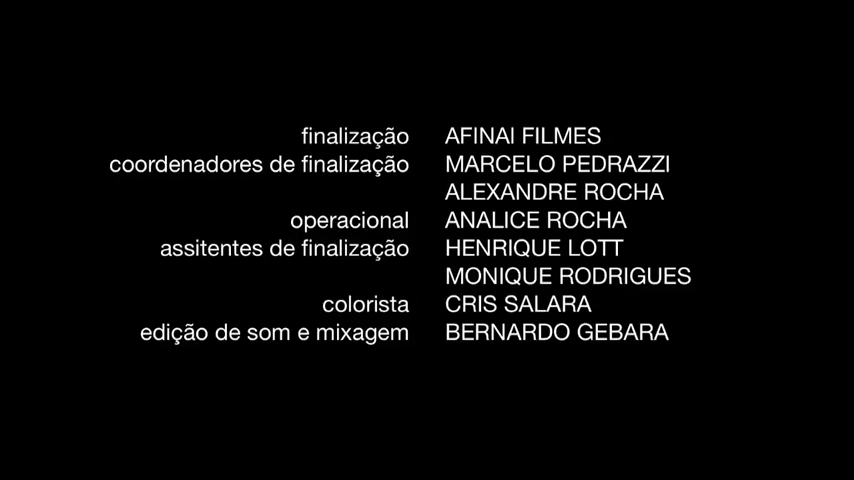 finalização AFINAI FILMES
coordenadores de finalização MARCELO PEDRAZZI
ALEXANDRE ROCHA
operacional ANALICE ROCHA
assitentes de finalização HENRIQUE LOTT
MONIQUE RODRIGUES
colorista CRIS SALARA
edição de som e mixagem BERNARDO GEBARA